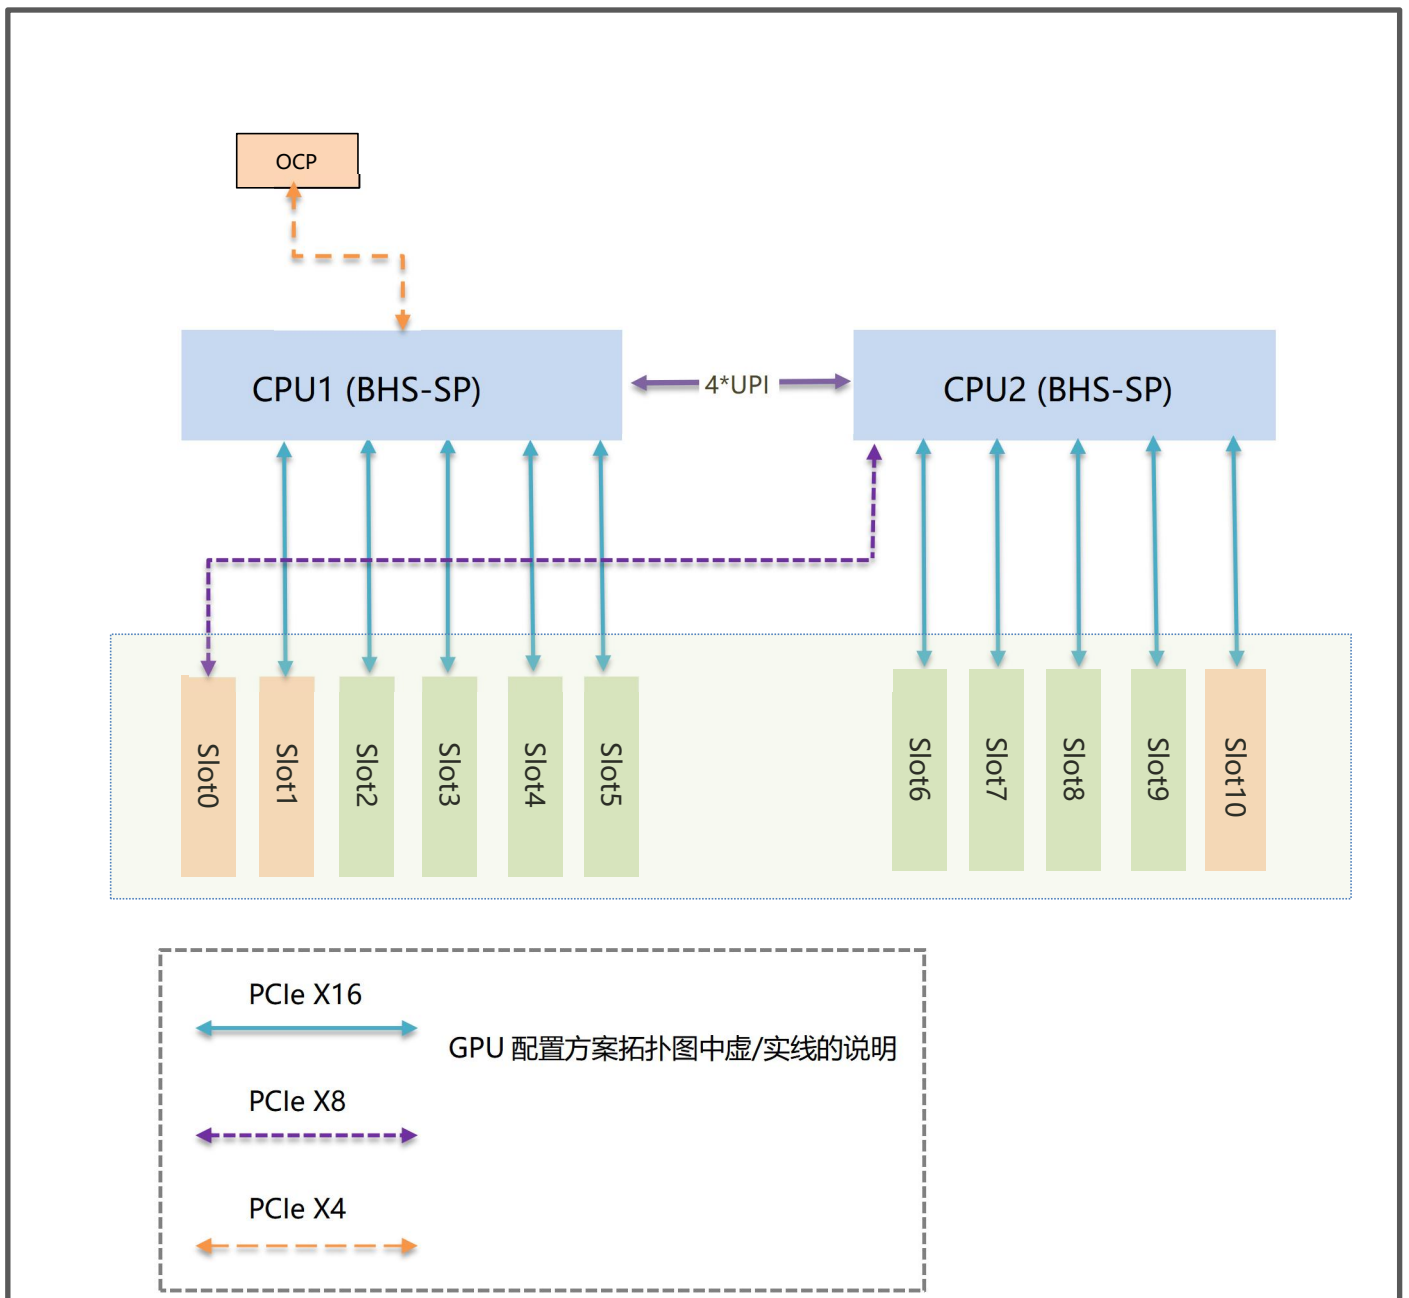 OCP
CPU1 (BHS-SP)
4*UPI
CPU2 (BHS-SP)
Slot0
Slot1
Slot2
Slot3
Slot4
Slot5
Slot6
Slot7
Slot8
Slot9
Slot10
PCIe X16
GPU 配置方案拓扑图中虚/实线的说明
PCIe X8
PCIe X4